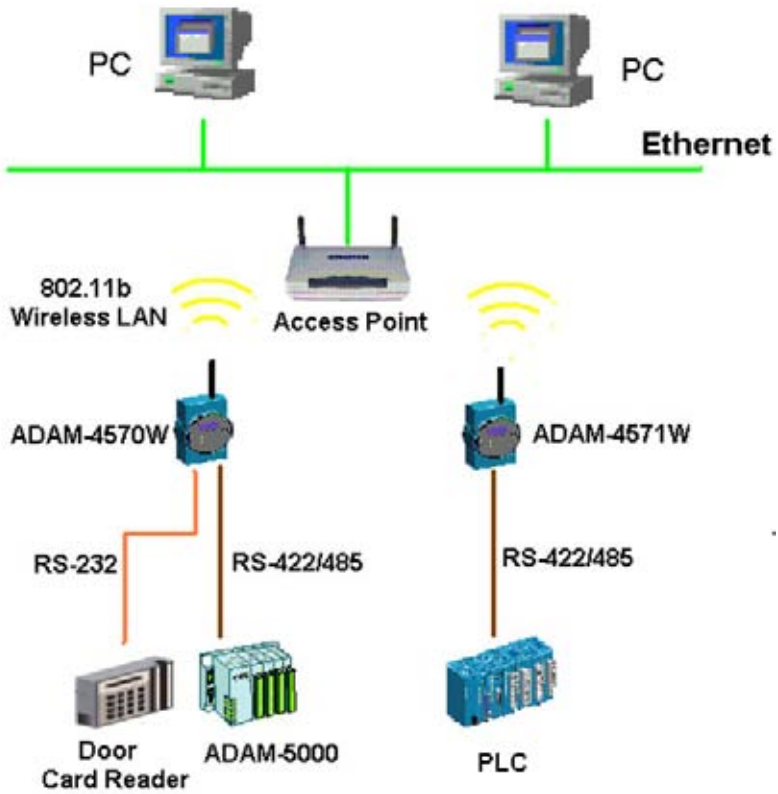 PC
PC
Ethernet
802.11b
Wireless LAN
Access Point
ADAM-4570W
ADAM-4571W
RS-232
RS-422/485
RS-422/485
Door
Card Reader
ADAM-5000
PLC